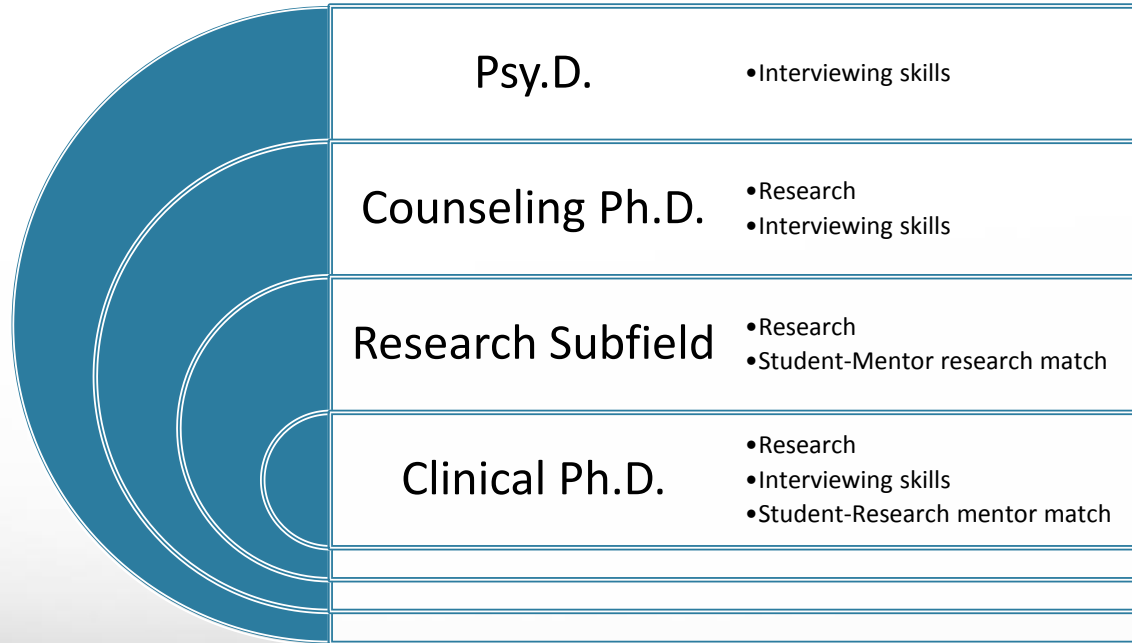 Psy.D.
•Interviewing skills
Counseling Ph.D.
•Research
•Interviewing skills
Research Subfield
•Research
•Student-Mentor research match
Clinical Ph.D.
•Research
•Interviewing skills
•Student-Research mentor match